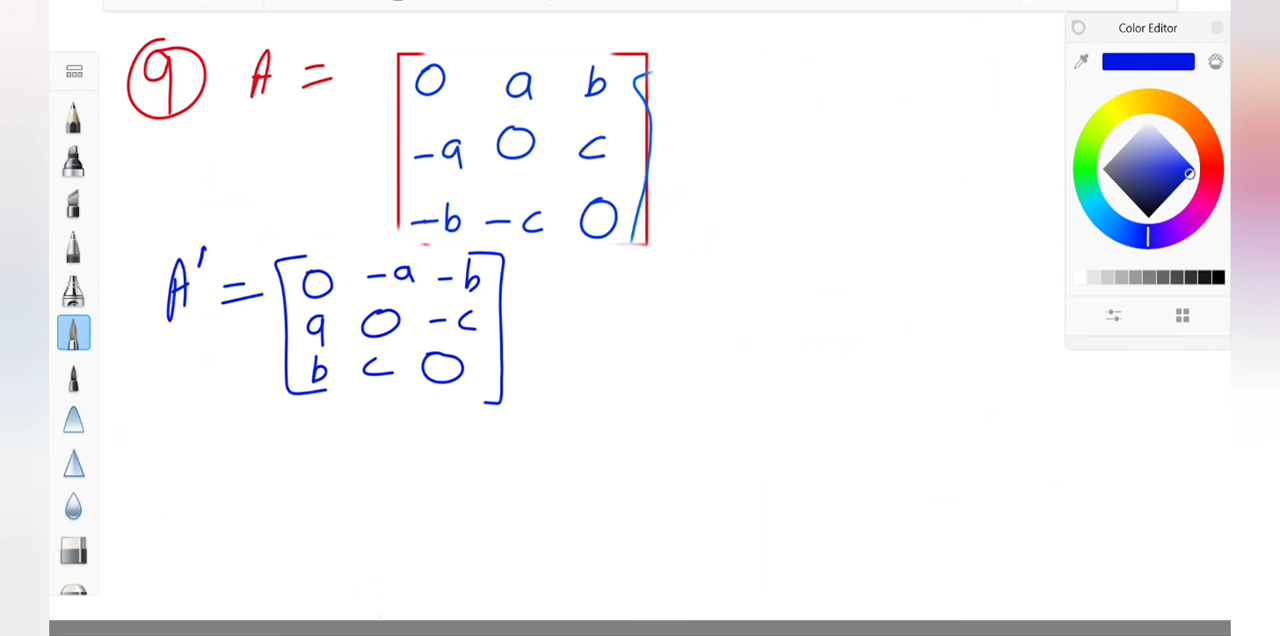 Color Editor
9 A = [ 0 a b
-a 0 c
-b -c 0 ]
A' = [ 0 -a -b
a 0 -c
b c 0 ]